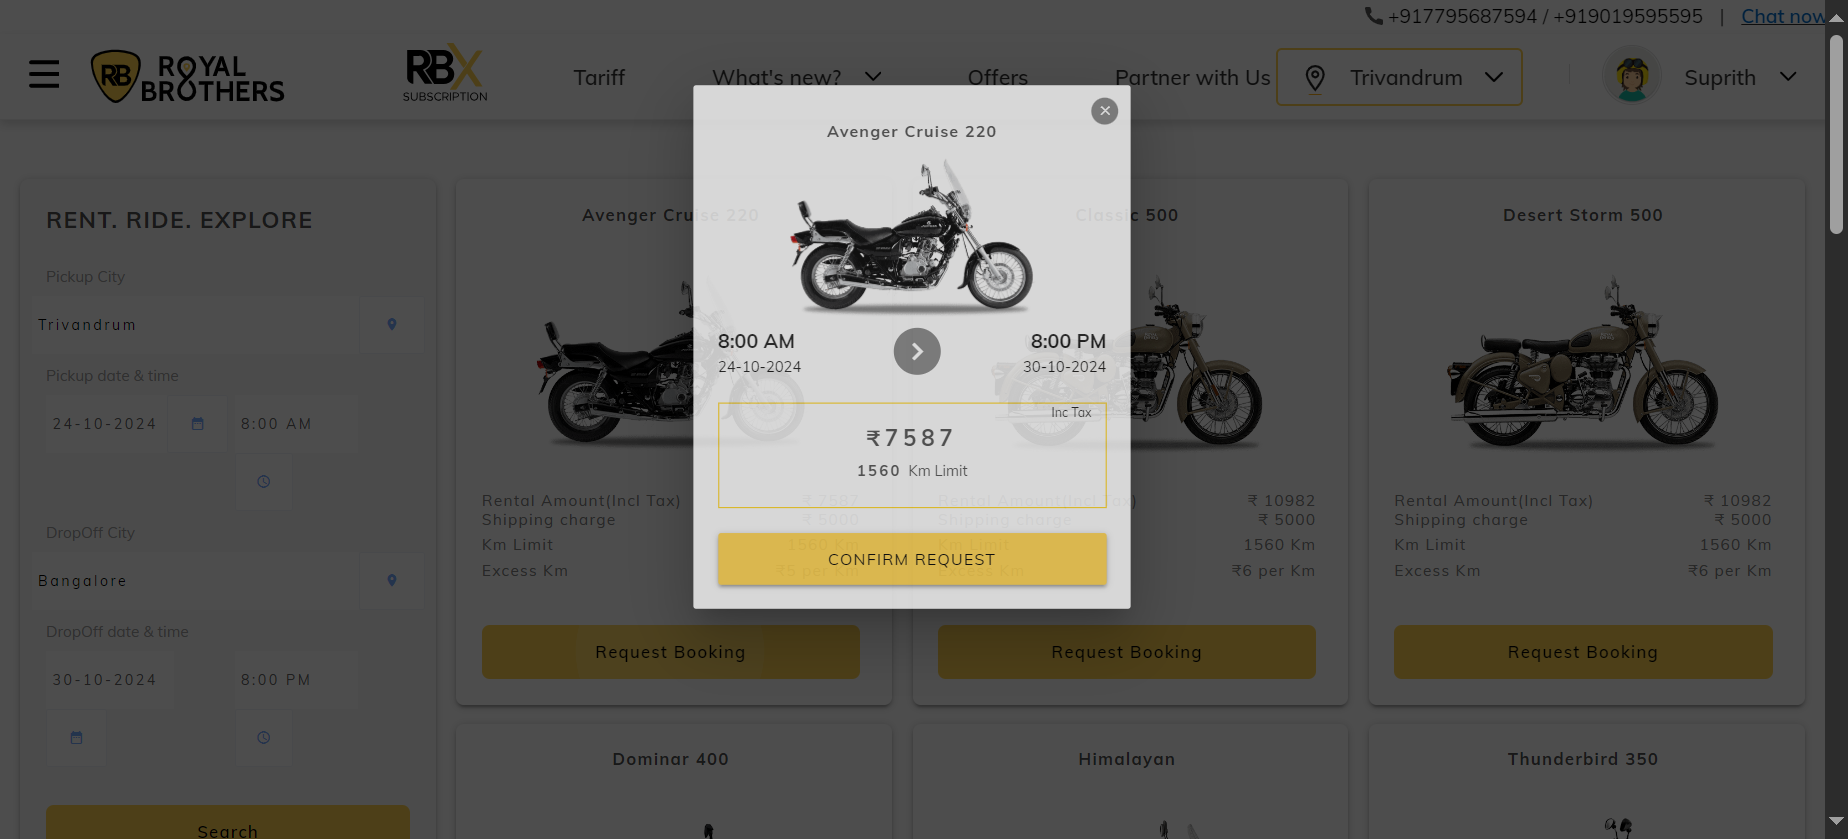 +917795687594 / +919019595595 | Chat now
RB ROYAL BROTHERS
RBX SUBSCRIPTION
Tariff
What's new?
Offers
Partner with Us
Trivandrum
Suprith
RENT. RIDE. EXPLORE
Pickup City
Trivandrum
Pickup date & time
24-10-2024
8:00 AM
DropOff City
Bangalore
DropOff date & time
30-10-2024
8:00 PM
Search
Avenger Cruise 220
8:00 AM
24-10-2024
8:00 PM
30-10-2024
Inc Tax
₹7587
1560 Km Limit
CONFIRM REQUEST
Avenger Cruise 220
Rental Amount(Incl Tax) ₹ 7587
Shipping charge ₹ 5000
Km Limit 1560 Km
Excess Km ₹5 per Km
Request Booking
Classic 500
Rental Amount(Incl Tax) ₹ 10982
Shipping charge ₹ 5000
Km Limit 1560 Km
Excess Km ₹6 per Km
Request Booking
Desert Storm 500
Rental Amount(Incl Tax) ₹ 10982
Shipping charge ₹ 5000
Km Limit 1560 Km
Excess Km ₹6 per Km
Request Booking
Dominar 400
Himalayan
Thunderbird 350